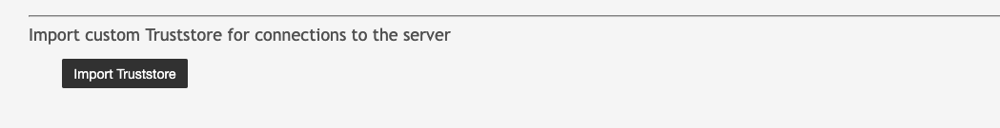 Import custom Truststore for connections to the server
Import Truststore